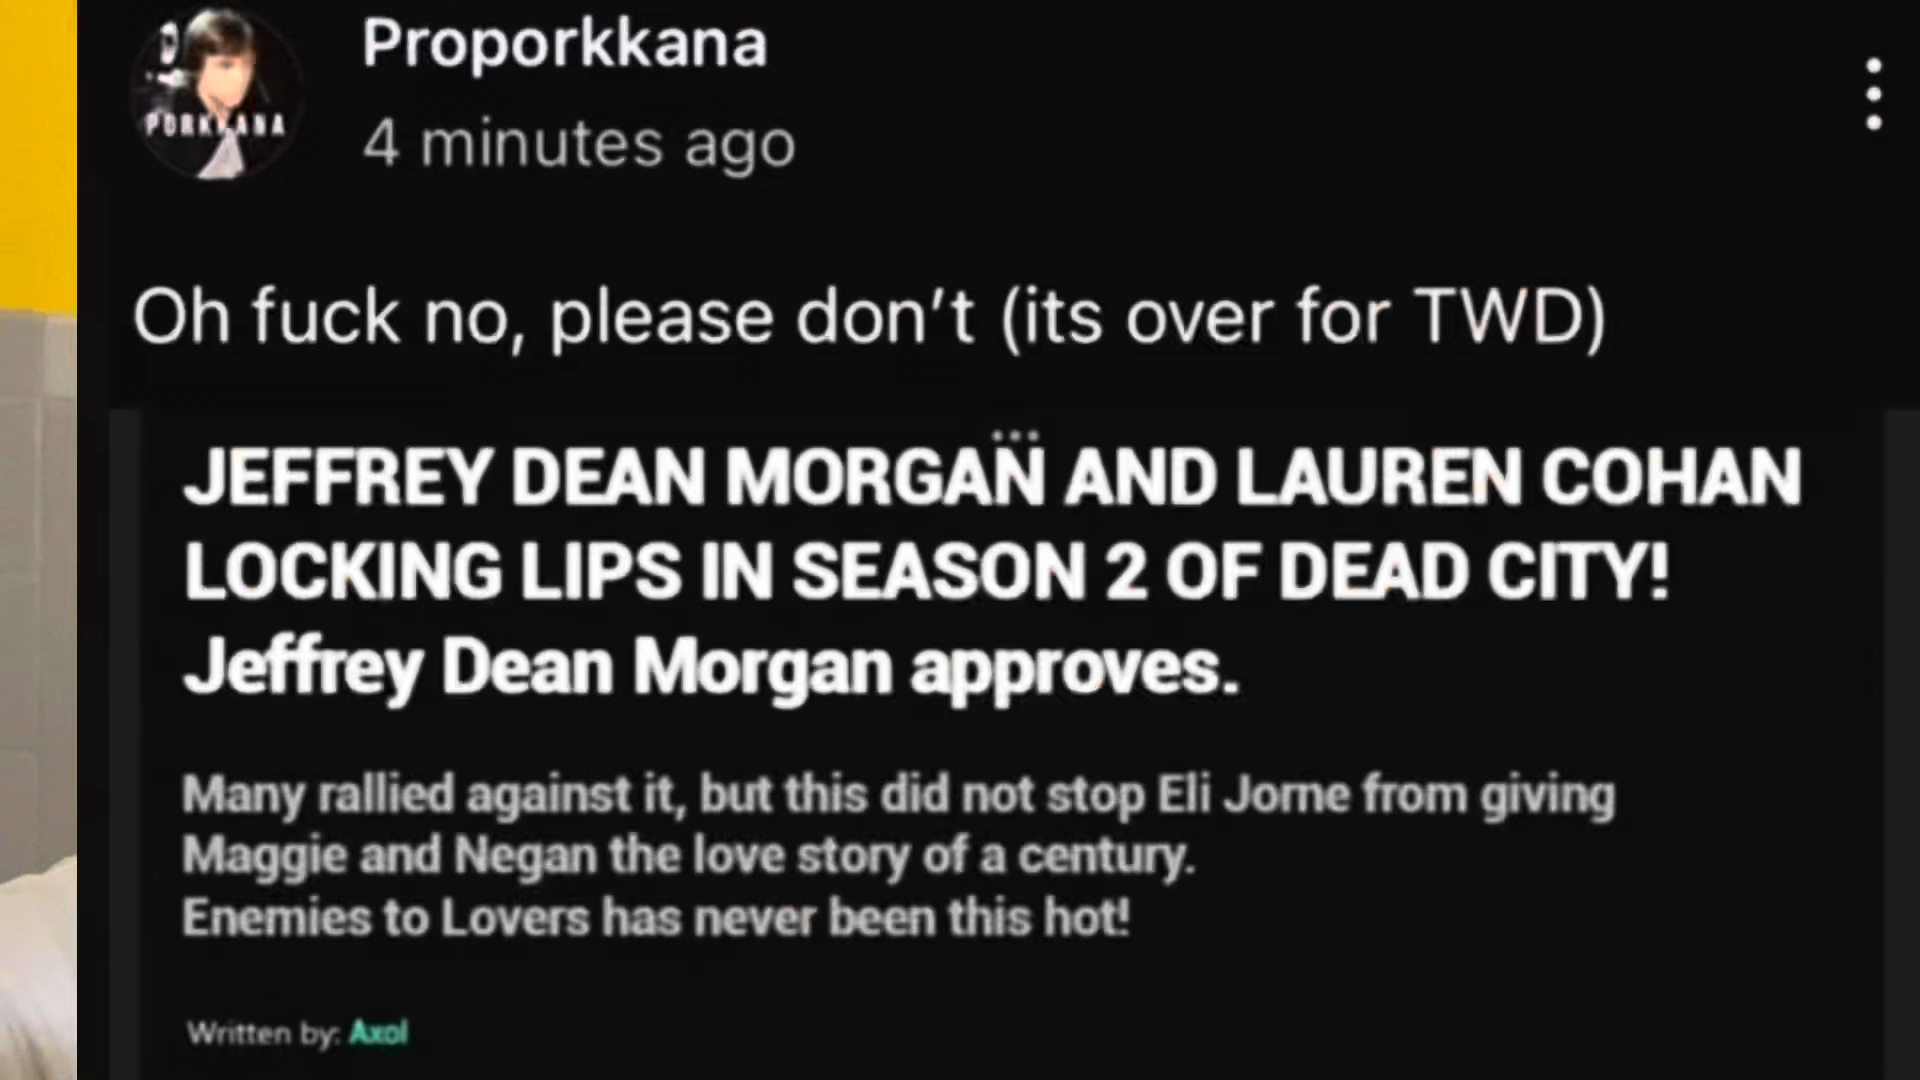 Proporkkana
PORKKANA
4 minutes ago
Oh fuck no, please don't (its over for TWD)
JEFFREY DEAN MORGAN AND LAUREN COHAN
LOCKING LIPS IN SEASON 2 OF DEAD CITY!
Jeffrey Dean Morgan approves.
Many rallied against it, but this did not stop Eli Jorne from giving
Maggie and Negan the love story of a century.
Enemies to Lovers has never been this hot!
Written by: Axol